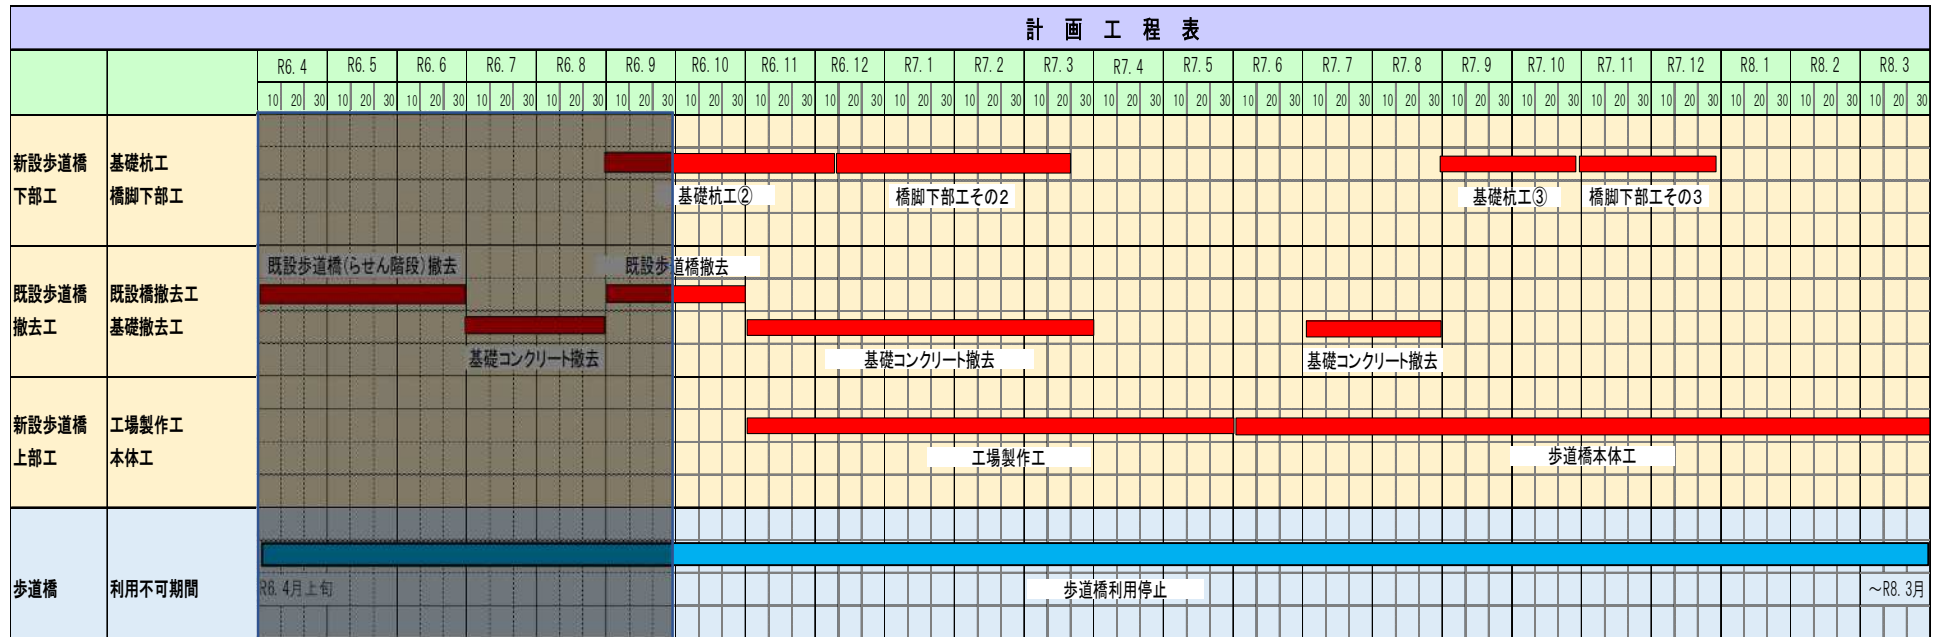 計画工程表
R6.4 R6.5 R6.6 R6.7 R6.8 R6.9 R6.10 R6.11 R6.12 R7.1 R7.2 R7.3 R7.4 R7.5 R7.6 R7.7 R7.8 R7.9 R7.10 R7.11 R7.12 R8.1 R8.2 R8.3
10 20 30 10 20 30 10 20 30 10 20 30 10 20 30 10 20 30 10 20 30 10 20 30 10 20 30 10 20 30 10 20 30 10 20 30 10 20 30 10 20 30 10 20 30 10 20 30 10 20 30 10 20 30 10 20 30 10 20 30 10 20 30 10 20 30 10 20 30 10 20 30
新設歩道橋 基礎杭工
下部工 橋脚下部工 基礎杭工② 橋脚下部工その2 基礎杭工③ 橋脚下部工その3
既設歩道橋(らせん階段)撤去 既設歩道橋撤去
既設歩道橋 既設橋撤去工
撤去工 基礎撤去工
基礎コンクリート撤去 基礎コンクリート撤去 基礎コンクリート撤去
新設歩道橋 工場製作工
上部工 本体工 工場製作工 歩道橋本体工
歩道橋 利用不可期間 R6.4月上旬 歩道橋利用停止 ～R8.3月